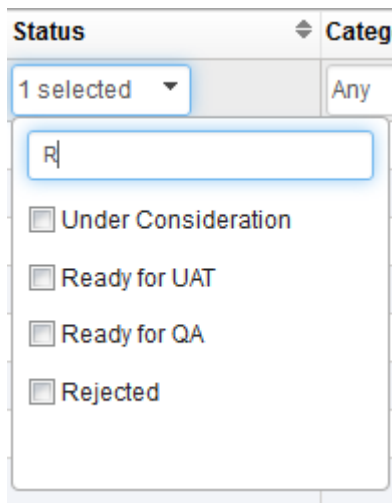 Status Categ
1 selected Any
R
Under Consideration
Ready for UAT
Ready for QA
Rejected